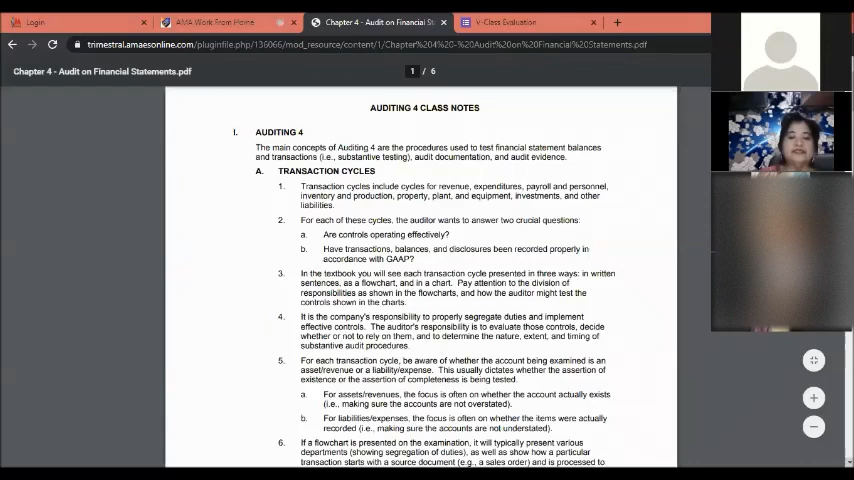 Login
AMA Work From Home
Chapter 4 - Audit on Financial St
V-Class Evaluation
trimestral.amaesonline.com/pluginfile.php/136066/mod_resource/content/1/Chapter%204%20-%20Audit%20on%20Financial%20Statements.pdf
Chapter 4 - Audit on Financial Statements.pdf
1 / 6
AUDITING 4 CLASS NOTES
I. AUDITING 4
The main concepts of Auditing 4 are the procedures used to test financial statement balances
and transactions (i.e., substantive testing), audit documentation, and audit evidence.
A. TRANSACTION CYCLES
1. Transaction cycles include cycles for revenue, expenditures, payroll and personnel,
inventory and production, property, plant, and equipment, investments, and other
liabilities.
2. For each of these cycles, the auditor wants to answer two crucial questions:
a. Are controls operating effectively?
b. Have transactions, balances, and disclosures been recorded properly in
accordance with GAAP?
3. In the textbook you will see each transaction cycle presented in three ways: in written
sentences, as a flowchart, and in a chart. Pay attention to the division of
responsibilities as shown in the flowcharts, and how the auditor might test the
controls shown in the charts.
4. It is the company's responsibility to properly segregate duties and implement
effective controls. The auditor's responsibility is to evaluate those controls, decide
whether or not to rely on them, and to determine the nature, extent, and timing of
substantive audit procedures.
5. For each transaction cycle, be aware of whether the account being examined is an
asset/revenue or a liability/expense. This usually dictates whether the assertion of
existence or the assertion of completeness is being tested.
a. For assets/revenues, the focus is often on whether the account actually exists
(i.e., making sure the accounts are not overstated).
b. For liabilities/expenses, the focus is often on whether the items were actually
recorded (i.e., making sure the accounts are not understated).
6. If a flowchart is presented on the examination, it will typically present various
departments (showing segregation of duties), as well as show how a particular
transaction starts with a source document (e.g., a sales order) and is processed to